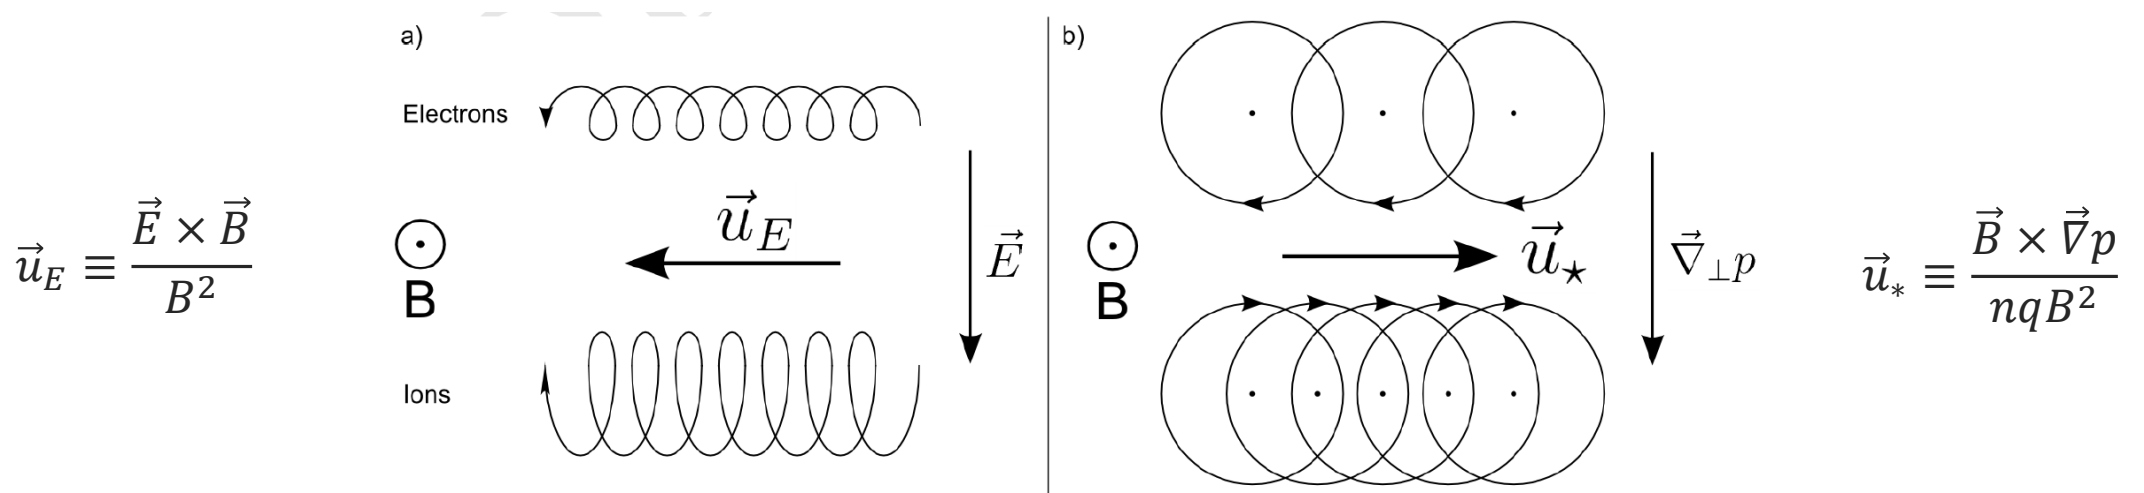 a)
Electrons
u⃗_E ≡ (E⃗ × B⃗) / B²
B
u⃗_E
E⃗
Ions
b)
B
u⃗_⋆
∇⃗_⊥p
u⃗_* ≡ (B⃗ × ∇⃗p) / nqB²